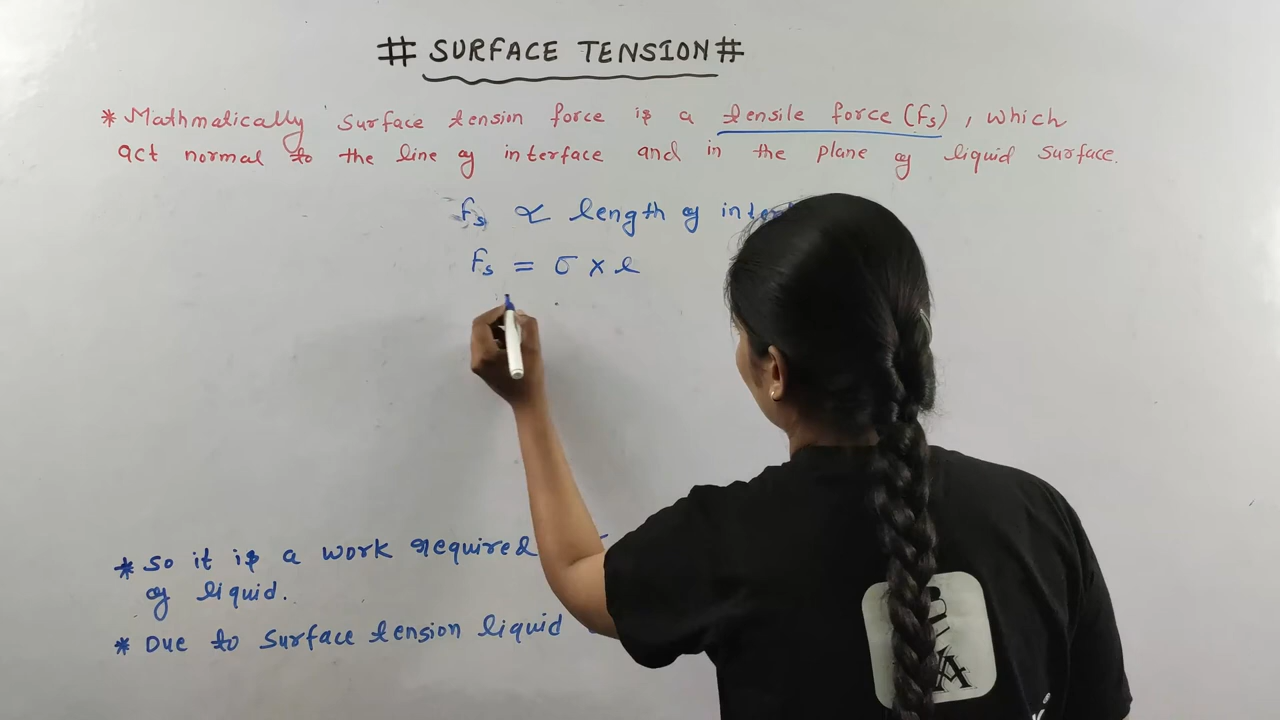 # SURFACE TENSION #
* Mathmatically surface tension force is a tensile force (Fs), which
act normal to the line of interface and in the plane of liquid surface.
Fs ∝ length of
Fs = σ × l
* So it is a work required
of liquid.
* Due to surface tension liquid